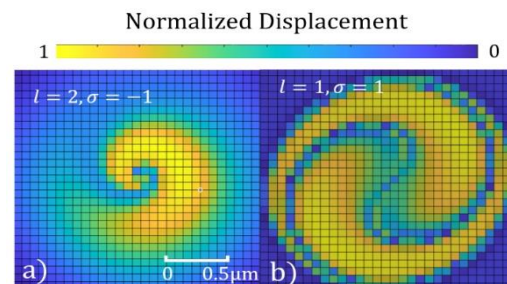 Normalized Displacement
1 0
l = 2, σ = −1
l = 1, σ = 1
a) 0 0.5μm
b)